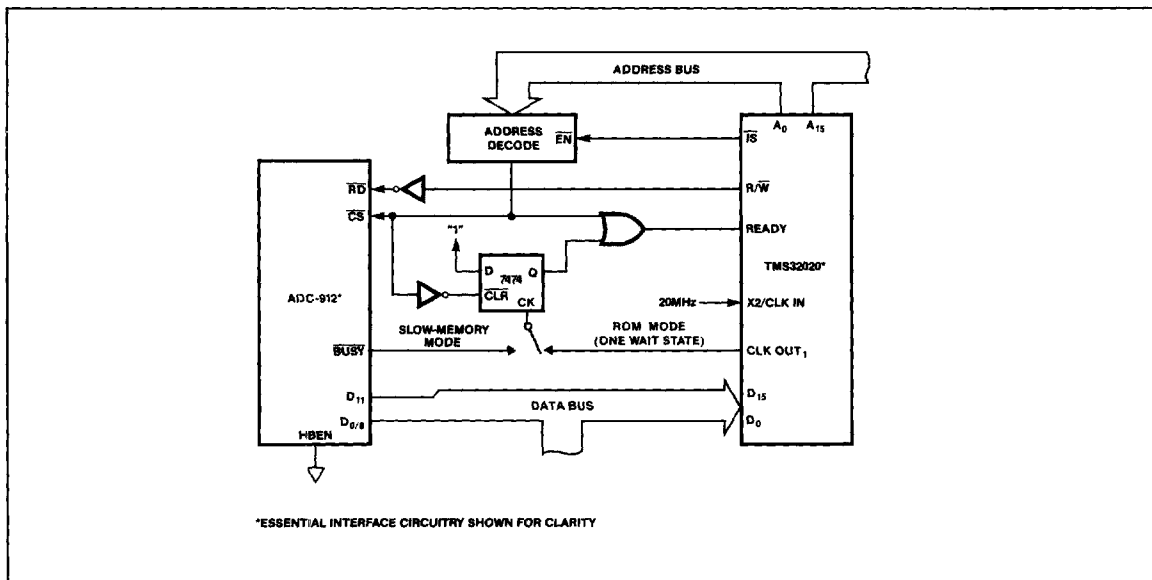 ADDRESS BUS
A0 A15
ADDRESS
DECODE
EN
IS
RD
R/W
CS
"1"
READY
D Q
7474
CLR
CK
TMS32020*
ADC-912*
20MHz
X2/CLK IN
SLOW-MEMORY
MODE
ROM MODE
(ONE WAIT STATE)
BUSY
CLK OUT1
D11
D15
DATA BUS
D0/8
D0
HBEN
*ESSENTIAL INTERFACE CIRCUITRY SHOWN FOR CLARITY